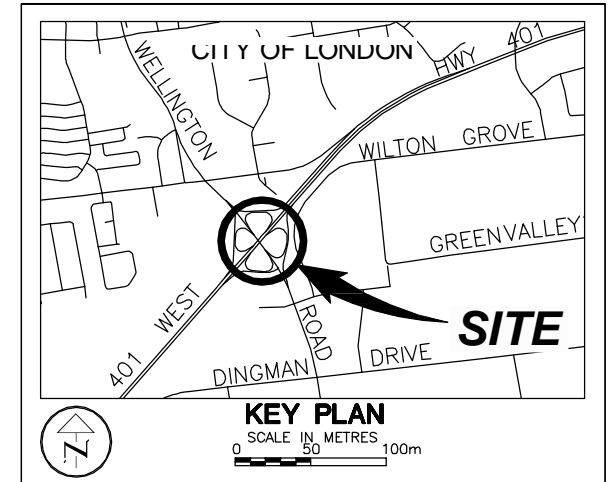 CITY OF LONDON
HWY 401
WELLINGTON
WILTON GROVE
GREENVALLEY
401 WEST
ROAD
SITE
DINGMAN DRIVE
KEY PLAN
SCALE IN METRES
0 50 100m
N